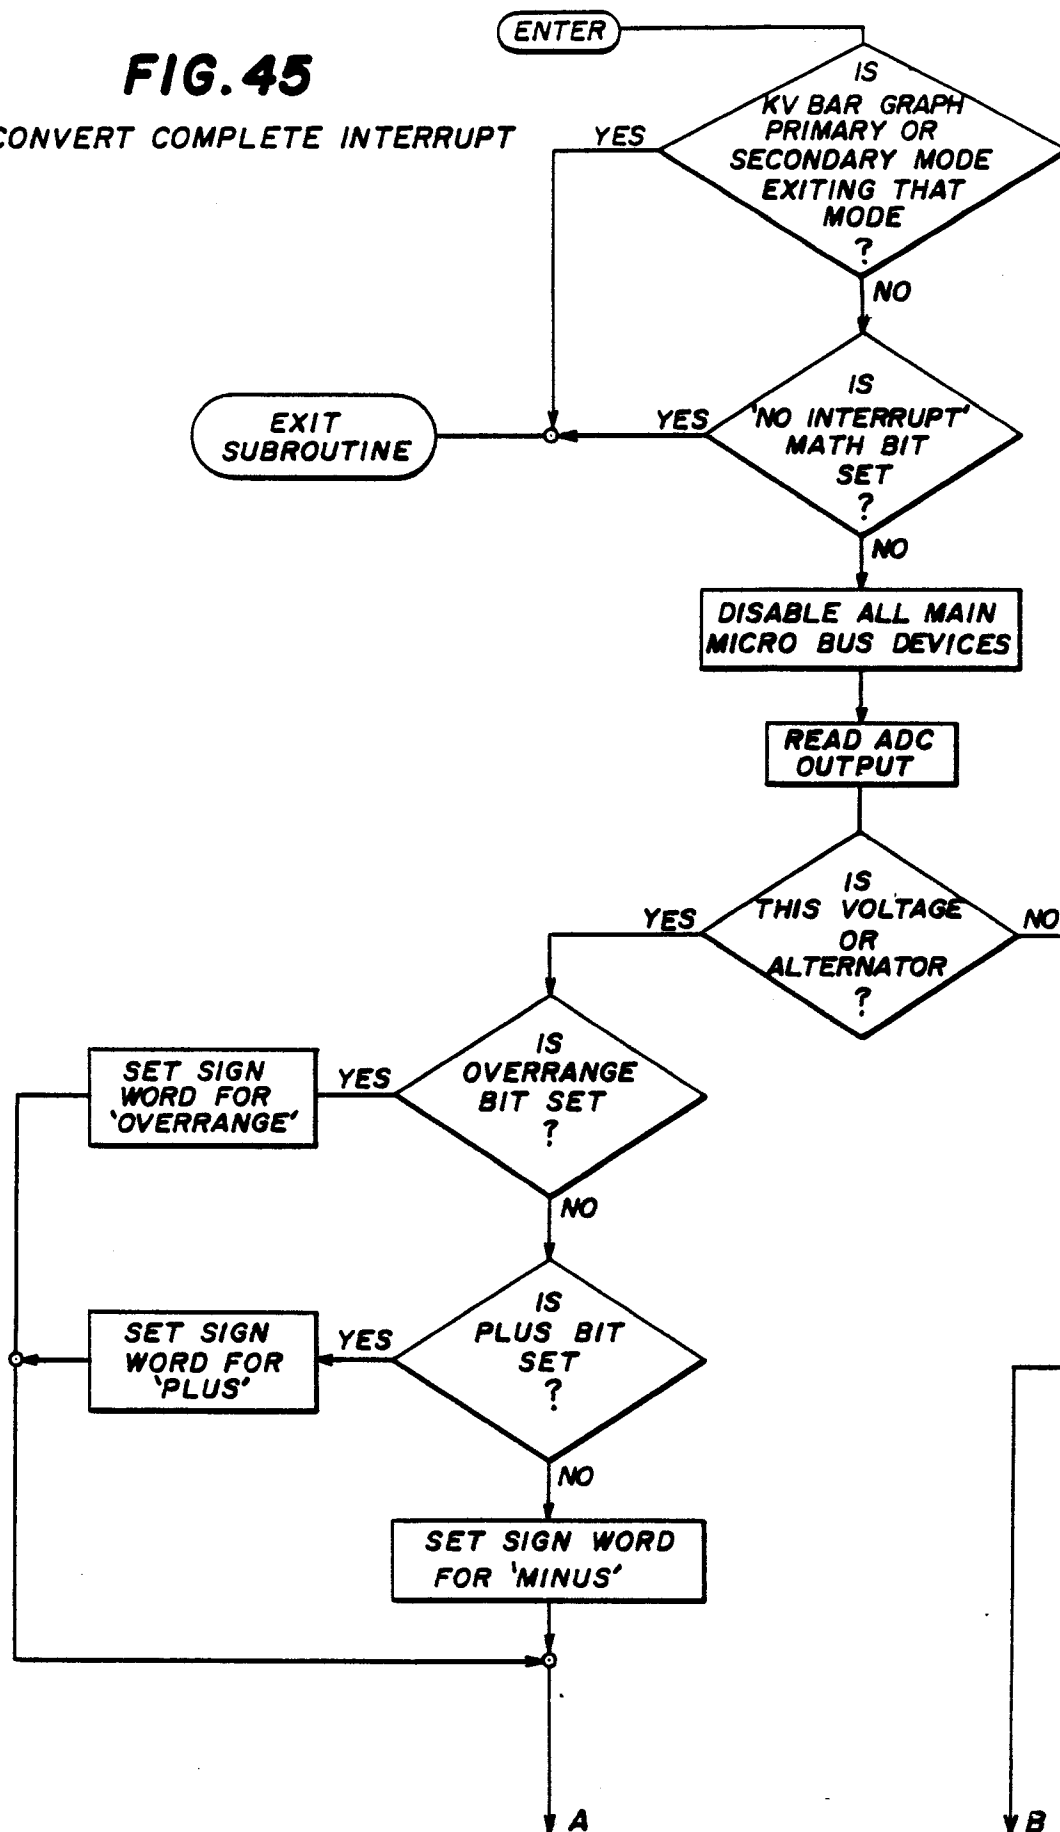 ENTER
FIG.45
CONVERT COMPLETE INTERRUPT
IS
KV BAR GRAPH
PRIMARY OR
SECONDARY MODE
EXITING THAT
MODE
?
YES
NO
IS
'NO INTERRUPT'
MATH BIT
SET
?
YES
EXIT
SUBROUTINE
NO
DISABLE ALL MAIN
MICRO BUS DEVICES
READ ADC
OUTPUT
IS
THIS VOLTAGE
OR
ALTERNATOR
?
YES
NO
IS
OVERRANGE
BIT SET
?
YES
SET SIGN
WORD FOR
'OVERRANGE'
NO
IS
PLUS BIT
SET
?
YES
SET SIGN
WORD FOR
'PLUS'
NO
SET SIGN WORD
FOR 'MINUS'
A
B